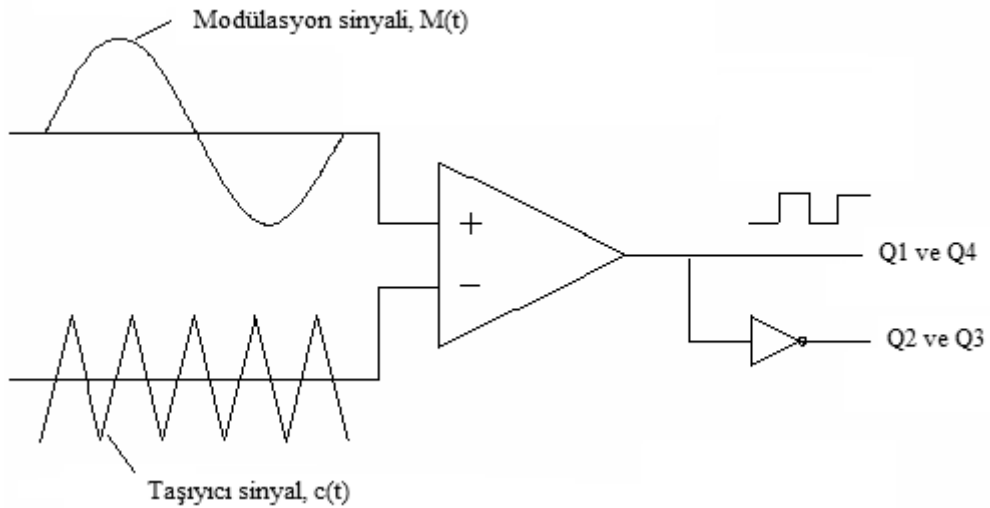 Modülasyon sinyali, M(t)
+
−
Q1 ve Q4
Q2 ve Q3
Taşıyıcı sinyal, c(t)